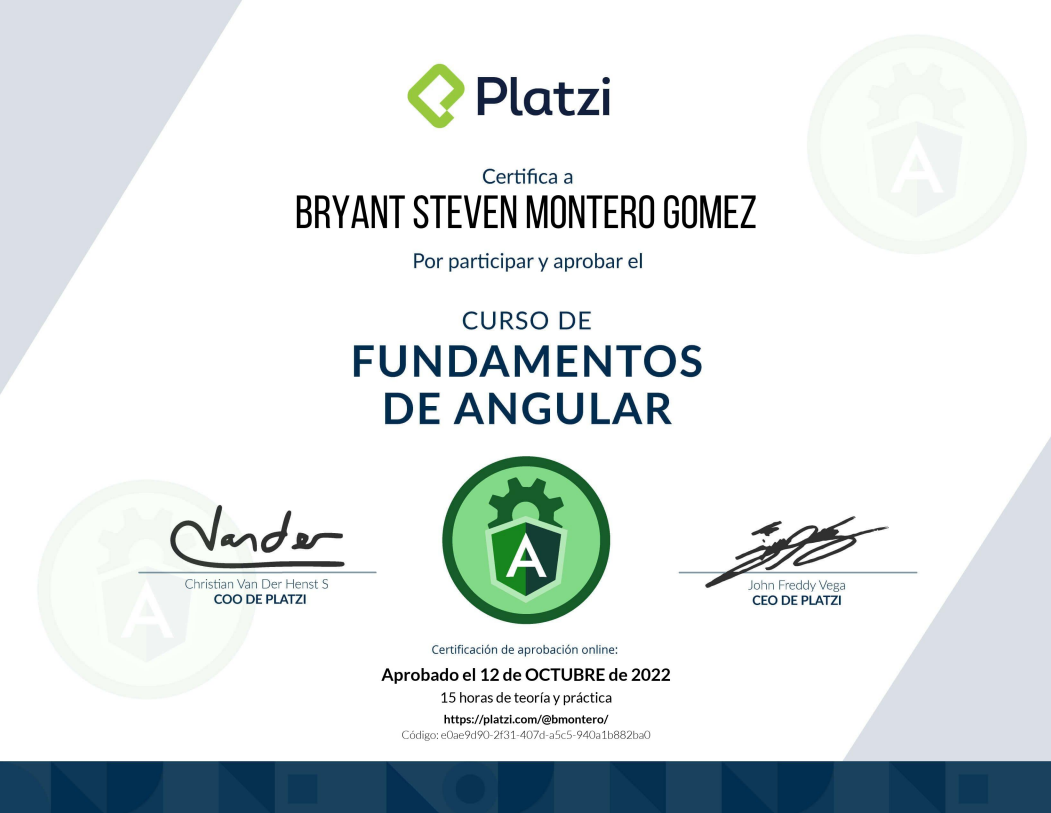 Platzi
Certifica a
BRYANT STEVEN MONTERO GOMEZ
Por participar y aprobar el
CURSO DE
FUNDAMENTOS
DE ANGULAR
A
A
A
Vander
Christian Van Der Henst S
COO DE PLATZI
John Freddy Vega
CEO DE PLATZI
Certificación de aprobación online:
Aprobado el 12 de OCTUBRE de 2022
15 horas de teoría y práctica
https://platzi.com/@bmontero/
Código: e0ae9d90-2f31-407d-a5c5-940a1b882ba0